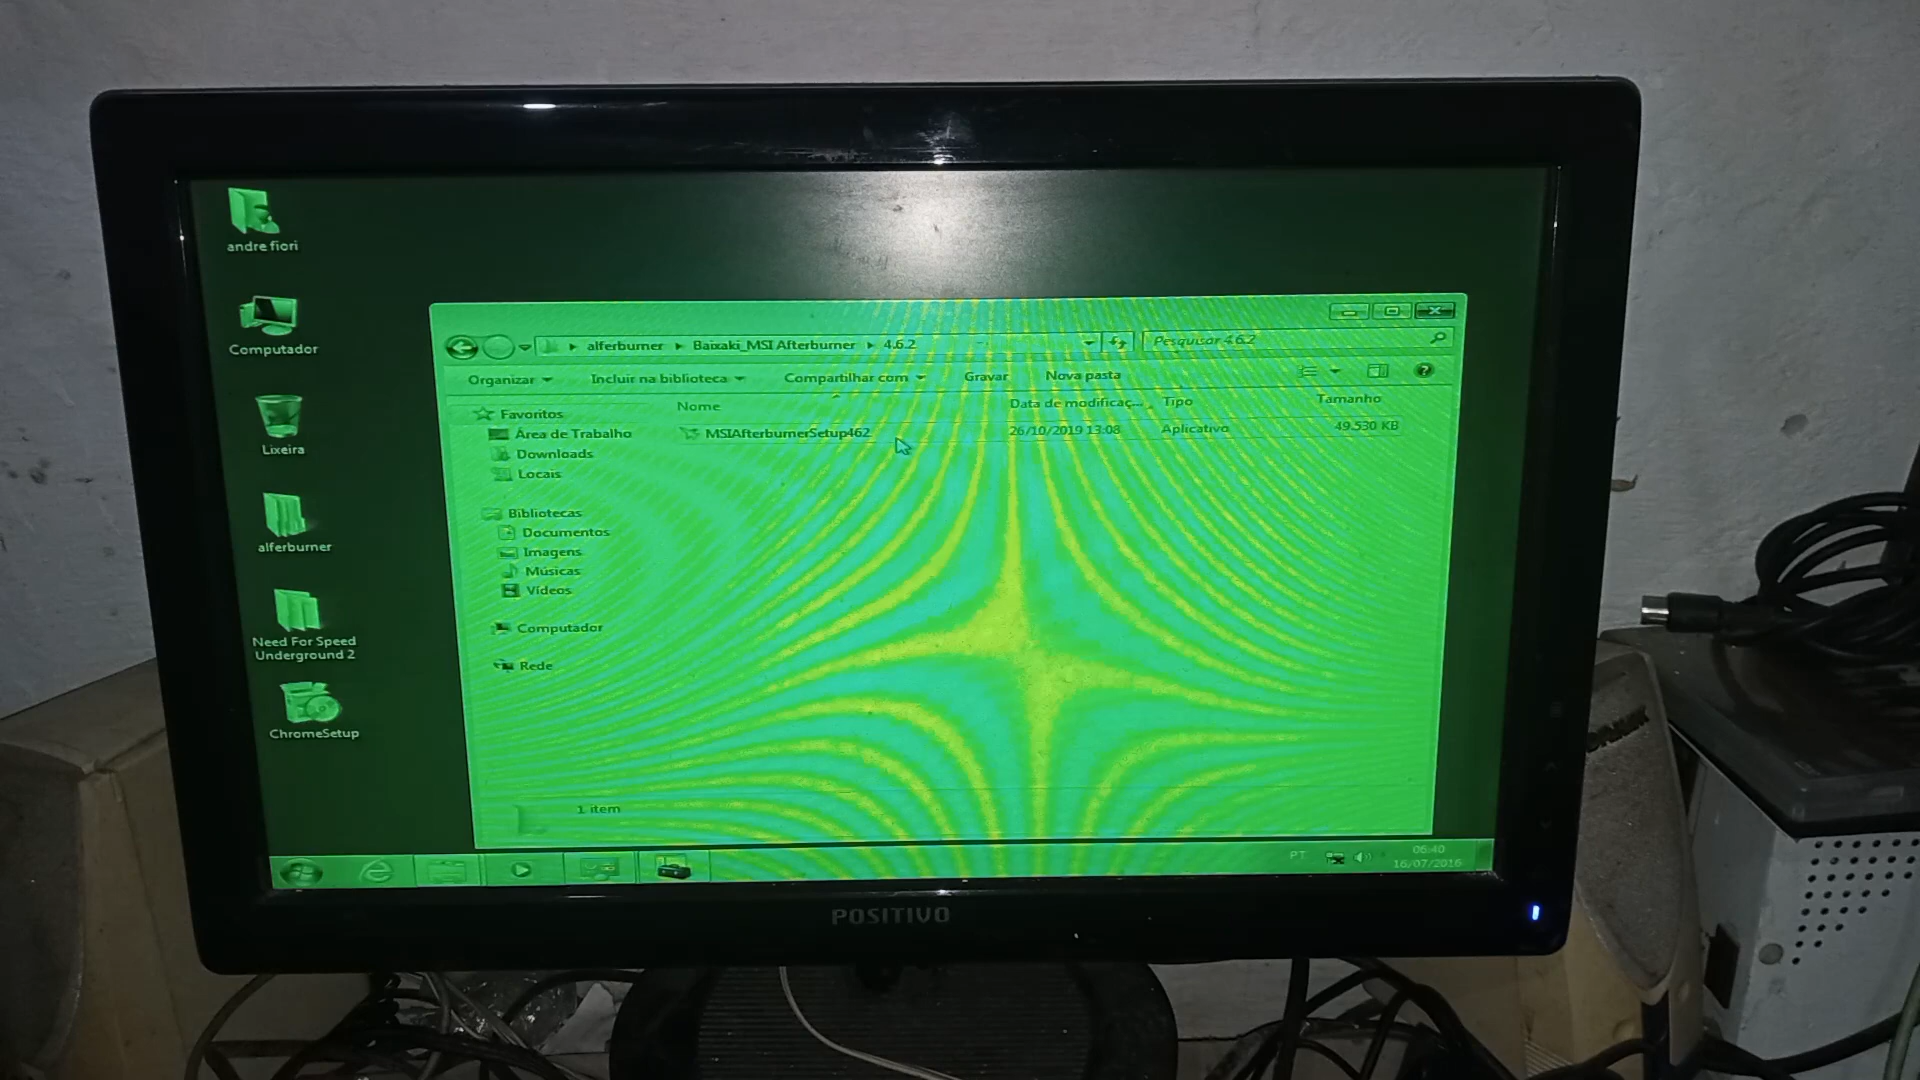 andre fiori
Computador
Lixeira
alferburner
Need For Speed
Underground 2
ChromeSetup
alferburner ▸ Baixaki_MSI Afterburner ▸ 4.6.2
Pesquisar 4.6.2
Organizar
Incluir na biblioteca
Compartilhar com
Gravar
Nova pasta
Nome
Data de modificaç...
Tipo
Tamanho
MSIAfterburnerSetup462
26/10/2019 13:08
Aplicativo
49.530 KB
Favoritos
Área de Trabalho
Downloads
Locais
Bibliotecas
Documentos
Imagens
Músicas
Vídeos
Computador
Rede
1 item
PT
06:40
16/07/2016
POSITIVO